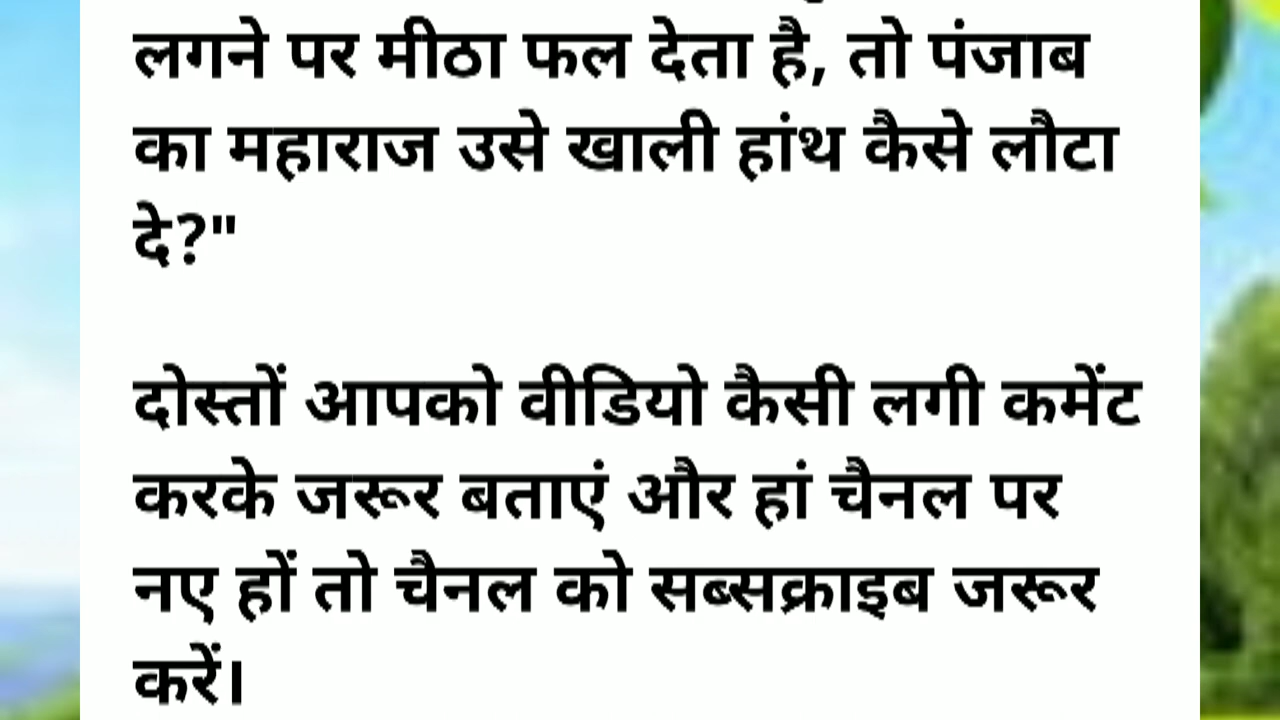 लगने पर मीठा फल देता है, तो पंजाब
का महाराज उसे खाली हांथ कैसे लौटा
दे?"
दोस्तों आपको वीडियो कैसी लगी कमेंट
करके जरूर बताएं और हां चैनल पर
नए हों तो चैनल को सब्सक्राइब जरूर
करें।